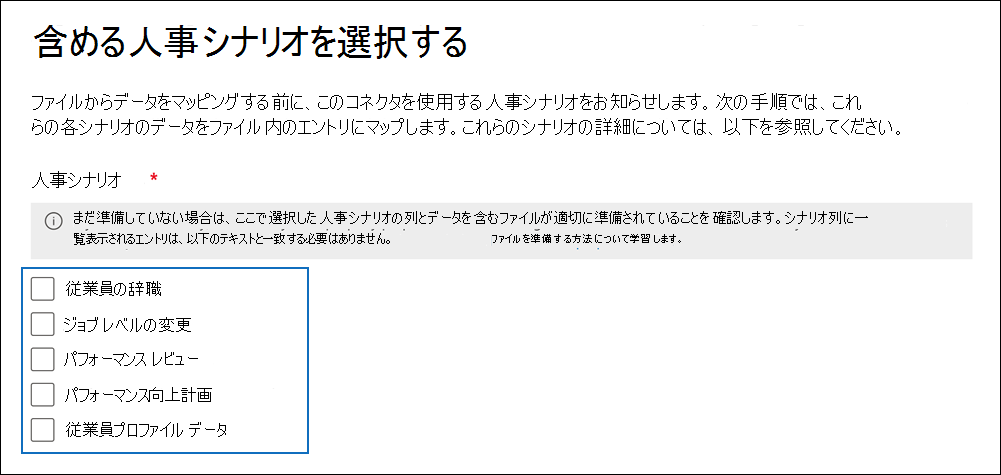 含める人事シナリオを選択する
ファイルからデータをマッピングする前に、このコネクタを使用する人事シナリオをお知らせします。次の手順では、これ
らの各シナリオのデータをファイル内のエントリにマップします。これらのシナリオの詳細については、以下を参照してください。
人事シナリオ *
まだ準備していない場合は、ここで選択した人事シナリオの列とデータを含むファイルが適切に準備されていることを確認します。シナリオ列に一
覧表示されるエントリは、以下のテキストと一致する必要はありません。 ファイルを準備する方法について学習します。
従業員の辞職
ジョブ レベルの変更
パフォーマンス レビュー
パフォーマンス向上計画
従業員プロファイル データ